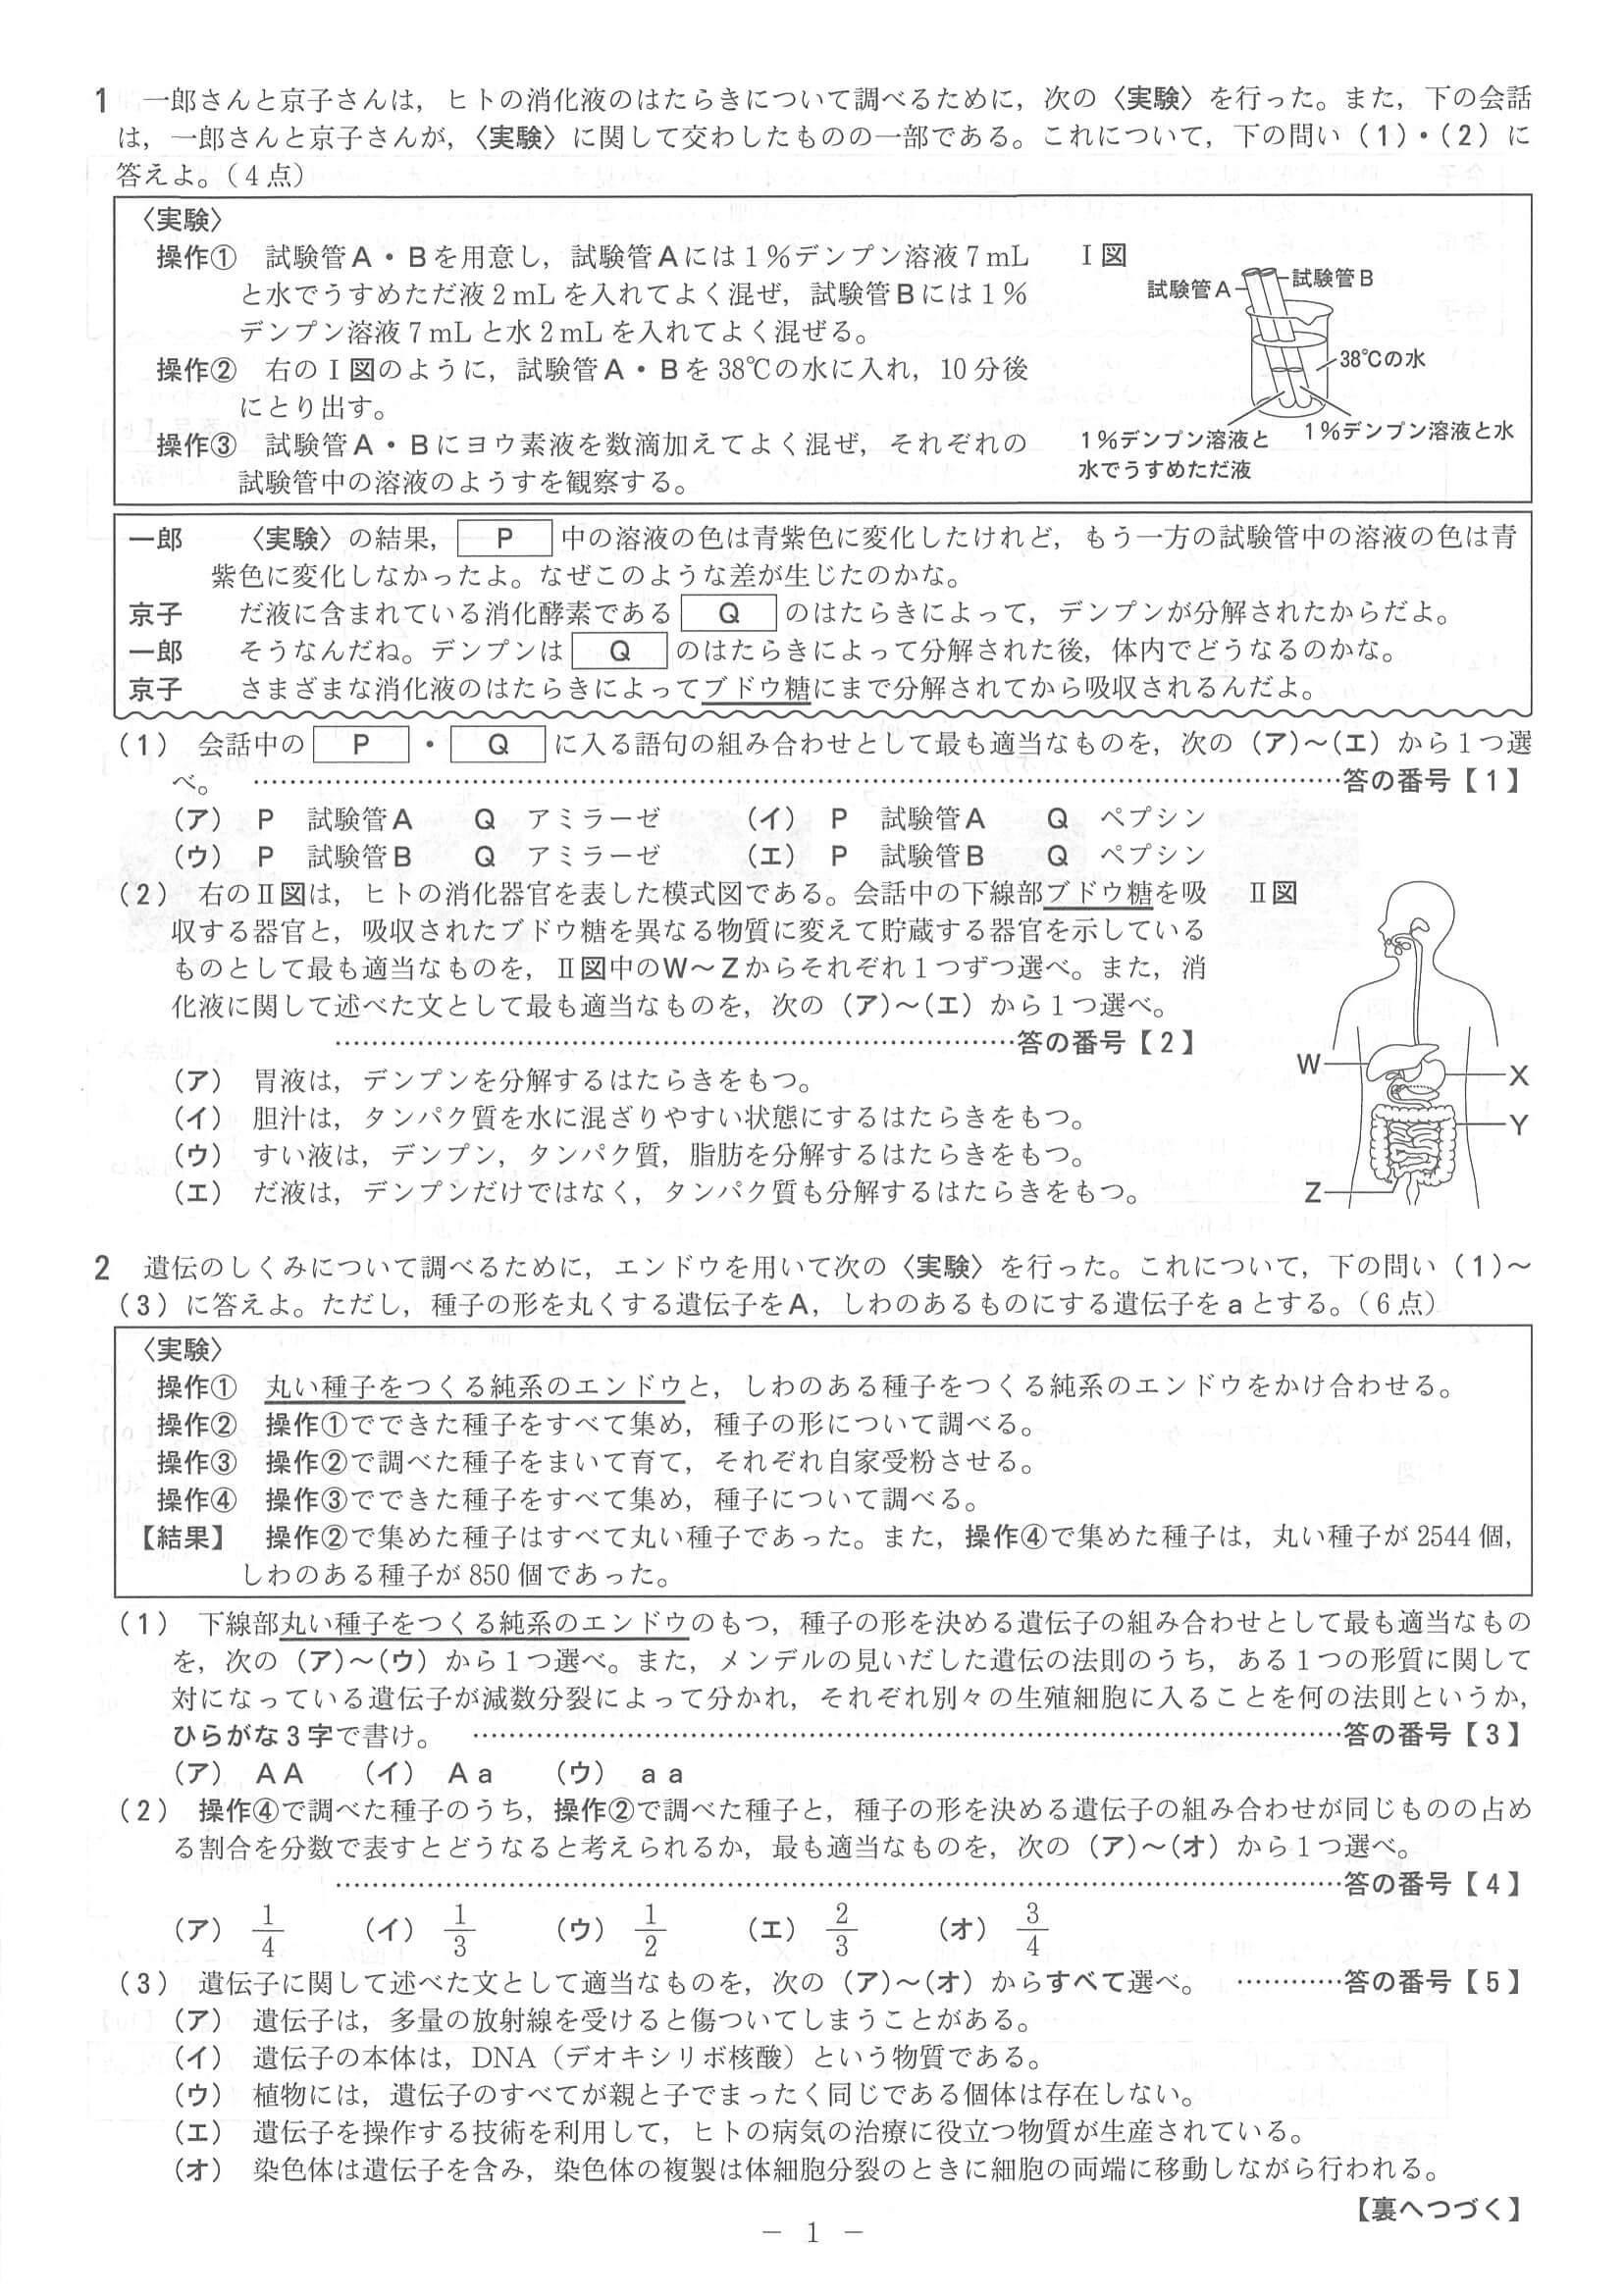 1　一郎さんと京子さんは，ヒトの消化液のはたらきについて調べるために，次の〈実験〉を行った。また，下の会話
は，一郎さんと京子さんが，〈実験〉に関して交わしたものの一部である。これについて，下の問い（1）・（2）に
答えよ。（4点）
〈実験〉
操作①　試験管A・Bを用意し，試験管Aには1％デンプン溶液7mL
と水でうすめただ液2mLを入れてよく混ぜ，試験管Bには1％
デンプン溶液7mLと水2mLを入れてよく混ぜる。
操作②　右のⅠ図のように，試験管A・Bを38℃の水に入れ，10分後
にとり出す。
操作③　試験管A・Bにヨウ素液を数滴加えてよく混ぜ，それぞれの
試験管中の溶液のようすを観察する。
Ⅰ図
試験管A
試験管B
38℃の水
1％デンプン溶液と
水でうすめただ液
1％デンプン溶液と水
一郎　〈実験〉の結果，P中の溶液の色は青紫色に変化したけれど，もう一方の試験管中の溶液の色は青
紫色に変化しなかったよ。なぜこのような差が生じたのかな。
京子　だ液に含まれている消化酵素であるQのはたらきによって，デンプンが分解されたからだよ。
一郎　そうなんだね。デンプンはQのはたらきによって分解された後，体内でどうなるのかな。
京子　さまざまな消化液のはたらきによってブドウ糖にまで分解されてから吸収されるんだよ。
（1）　会話中のP・Qに入る語句の組み合わせとして最も適当なものを，次の（ア）～（エ）から1つ選
べ。　……………………答の番号【1】
（ア）　P　試験管A　Q　アミラーゼ　（イ）　P　試験管A　Q　ペプシン
（ウ）　P　試験管B　Q　アミラーゼ　（エ）　P　試験管B　Q　ペプシン
（2）　右のⅡ図は，ヒトの消化器官を表した模式図である。会話中の下線部ブドウ糖を吸
収する器官と，吸収されたブドウ糖を異なる物質に変えて貯蔵する器官を示している
ものとして最も適当なものを，Ⅱ図中のW～Zからそれぞれ1つずつ選べ。また，消
化液に関して述べた文として最も適当なものを，次の（ア）～（エ）から1つ選べ。
……………………答の番号【2】
（ア）　胃液は，デンプンを分解するはたらきをもつ。
（イ）　胆汁は，タンパク質を水に混ざりやすい状態にするはたらきをもつ。
（ウ）　すい液は，デンプン，タンパク質，脂肪を分解するはたらきをもつ。
（エ）　だ液は，デンプンだけではなく，タンパク質も分解するはたらきをもつ。
Ⅱ図
W
X
Y
Z
2　遺伝のしくみについて調べるために，エンドウを用いて次の〈実験〉を行った。これについて，下の問い（1）～
（3）に答えよ。ただし，種子の形を丸くする遺伝子をA，しわのあるものにする遺伝子をaとする。（6点）
〈実験〉
操作①　丸い種子をつくる純系のエンドウと，しわのある種子をつくる純系のエンドウをかけ合わせる。
操作②　操作①でできた種子をすべて集め，種子の形について調べる。
操作③　操作②で調べた種子をまいて育て，それぞれ自家受粉させる。
操作④　操作③でできた種子をすべて集め，種子について調べる。
【結果】　操作②で集めた種子はすべて丸い種子であった。また，操作④で集めた種子は，丸い種子が2544個，
しわのある種子が850個であった。
（1）　下線部丸い種子をつくる純系のエンドウのもつ，種子の形を決める遺伝子の組み合わせとして最も適当なもの
を，次の（ア）～（ウ）から1つ選べ。また，メンデルの見いだした遺伝の法則のうち，ある1つの形質に関して
対になっている遺伝子が減数分裂によって分かれ，それぞれ別々の生殖細胞に入ることを何の法則というか，
ひらがな3字で書け。　……………………答の番号【3】
（ア）　AA　（イ）　Aa　（ウ）　aa
（2）　操作④で調べた種子のうち，操作②で調べた種子と，種子の形を決める遺伝子の組み合わせが同じものの占め
る割合を分数で表すとどうなると考えられるか，最も適当なものを，次の（ア）～（オ）から1つ選べ。
……………………答の番号【4】
（ア）　1/4　（イ）　1/3　（ウ）　1/2　（エ）　2/3　（オ）　3/4
（3）　遺伝子に関して述べた文として適当なものを，次の（ア）～（オ）からすべて選べ。　…………答の番号【5】
（ア）　遺伝子は，多量の放射線を受けると傷ついてしまうことがある。
（イ）　遺伝子の本体は，DNA（デオキシリボ核酸）という物質である。
（ウ）　植物には，遺伝子のすべてが親と子でまったく同じである個体は存在しない。
（エ）　遺伝子を操作する技術を利用して，ヒトの病気の治療に役立つ物質が生産されている。
（オ）　染色体は遺伝子を含み，染色体の複製は体細胞分裂のときに細胞の両端に移動しながら行われる。
【裏へつづく】
－ 1 －